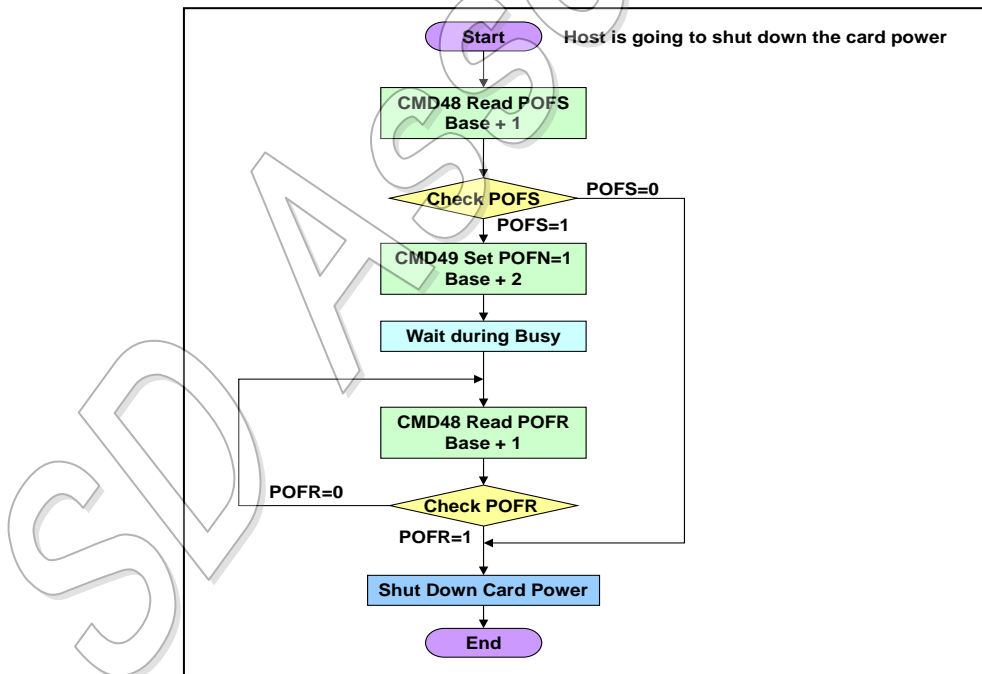 Start
Host is going to shut down the card power
CMD48 Read POFS
Base + 1
Check POFS
POFS=0
POFS=1
CMD49 Set POFN=1
Base + 2
Wait during Busy
CMD48 Read POFR
Base + 1
POFR=0
Check POFR
POFR=1
Shut Down Card Power
End
SD Asso